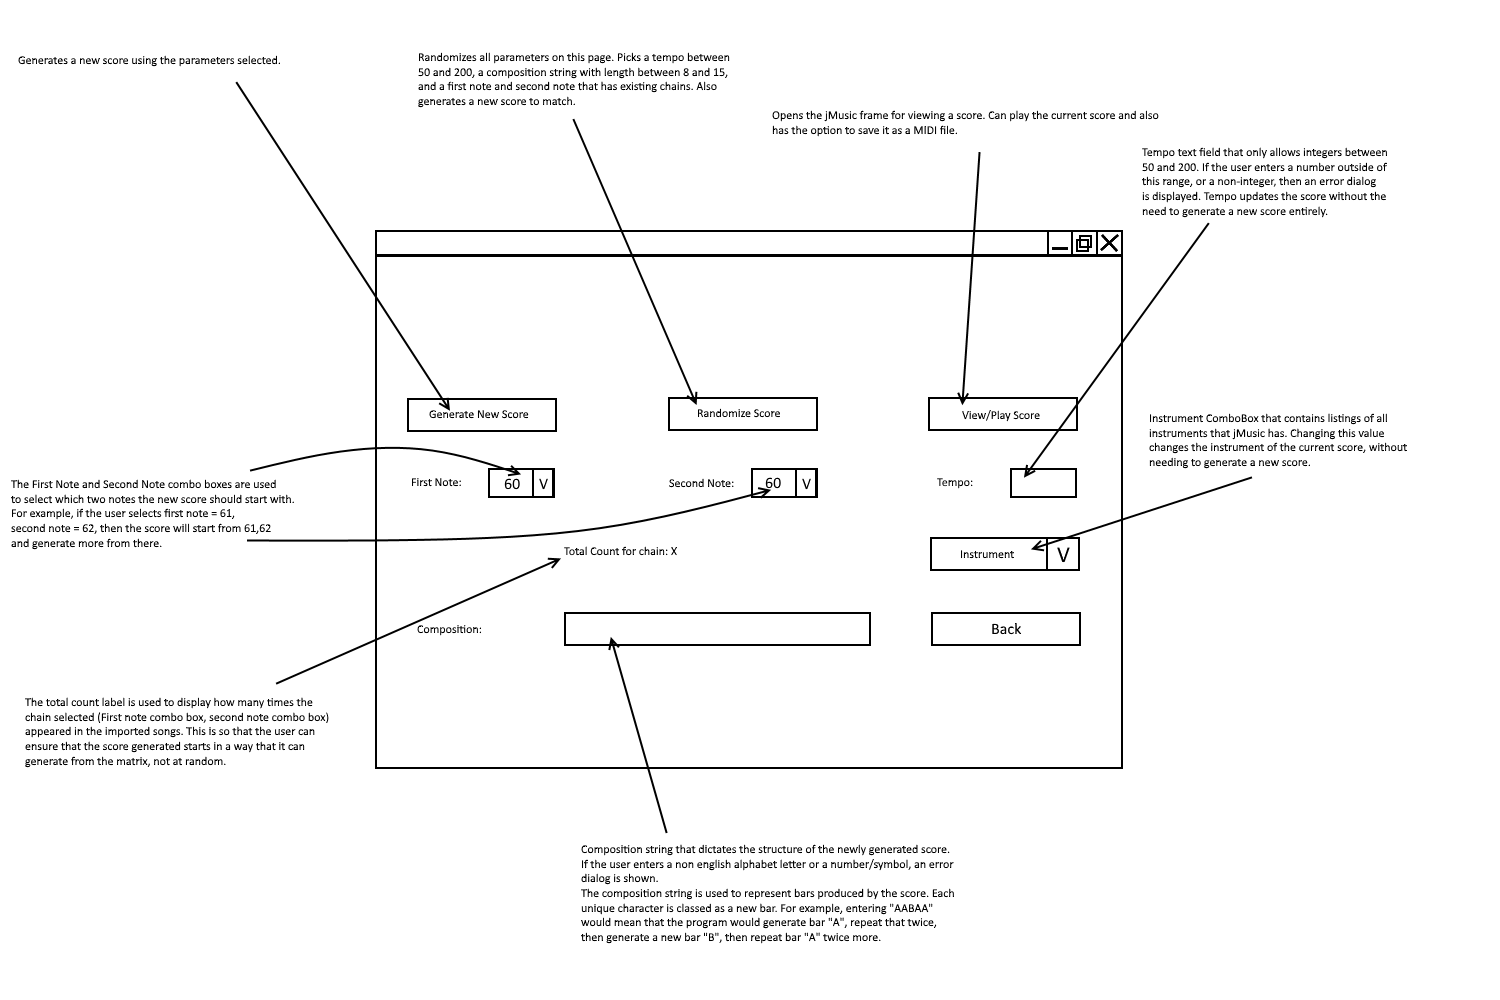 Generates a new score using the parameters selected.
Randomizes all parameters on this page. Picks a tempo between
50 and 200, a composition string with length between 8 and 15,
and a first note and second note that has existing chains. Also
generates a new score to match.
Opens the jMusic frame for viewing a score. Can play the current score and also
has the option to save it as a MIDI file.
Tempo text field that only allows integers between
50 and 200. If the user enters a number outside of
this range, or a non-integer, then an error dialog
is displayed. Tempo updates the score without the
need to generate a new score entirely.
Generate New Score
Randomize Score
View/Play Score
Instrument ComboBox that contains listings of all
instruments that jMusic has. Changing this value
changes the instrument of the current score, without
needing to generate a new score.
The First Note and Second Note combo boxes are used
to select which two notes the new score should start with.
For example, if the user selects first note = 61,
second note = 62, then the score will start from 61,62
and generate more from there.
First Note:
60
V
Second Note:
60
V
Tempo:
Total Count for chain: X
Instrument
V
Composition:
Back
The total count label is used to display how many times the
chain selected (First note combo box, second note combo box)
appeared in the imported songs. This is so that the user can
ensure that the score generated starts in a way that it can
generate from the matrix, not at random.
Composition string that dictates the structure of the newly generated score.
If the user enters a non english alphabet letter or a number/symbol, an error
dialog is shown.
The composition string is used to represent bars produced by the score. Each
unique character is classed as a new bar. For example, entering "AABAA"
would mean that the program would generate bar "A", repeat that twice,
then generate a new bar "B", then repeat bar "A" twice more.